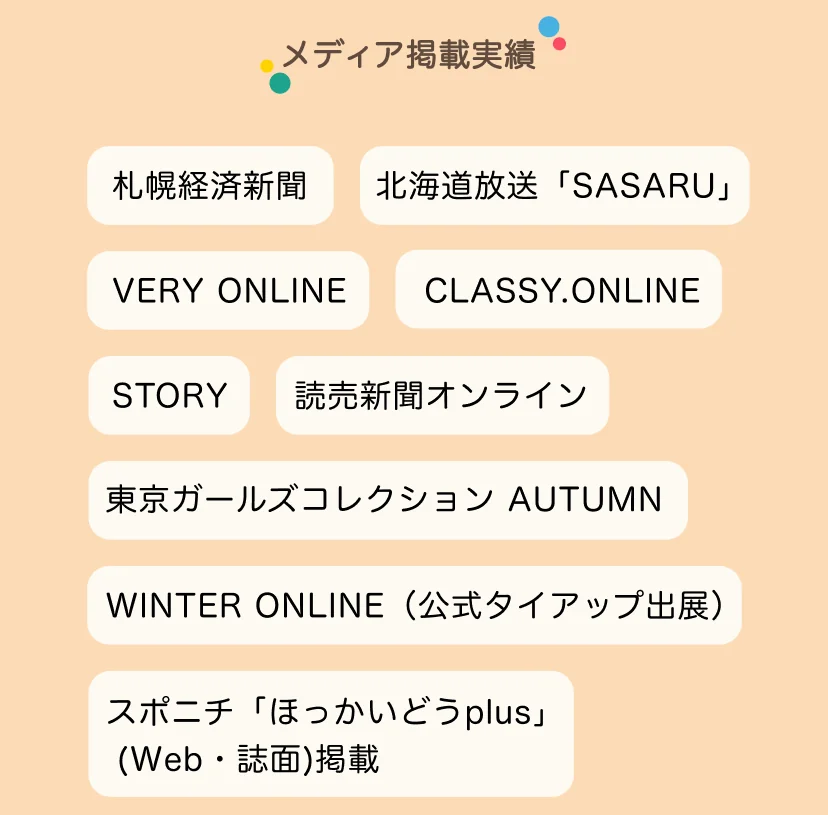 メディア掲載実績
札幌経済新聞
北海道放送「SASARU」
VERY ONLINE
CLASSY.ONLINE
STORY
読売新聞オンライン
東京ガールズコレクション AUTUMN
WINTER ONLINE（公式タイアップ出展）
スポニチ「ほっかいどうplus」
(Web・誌面)掲載